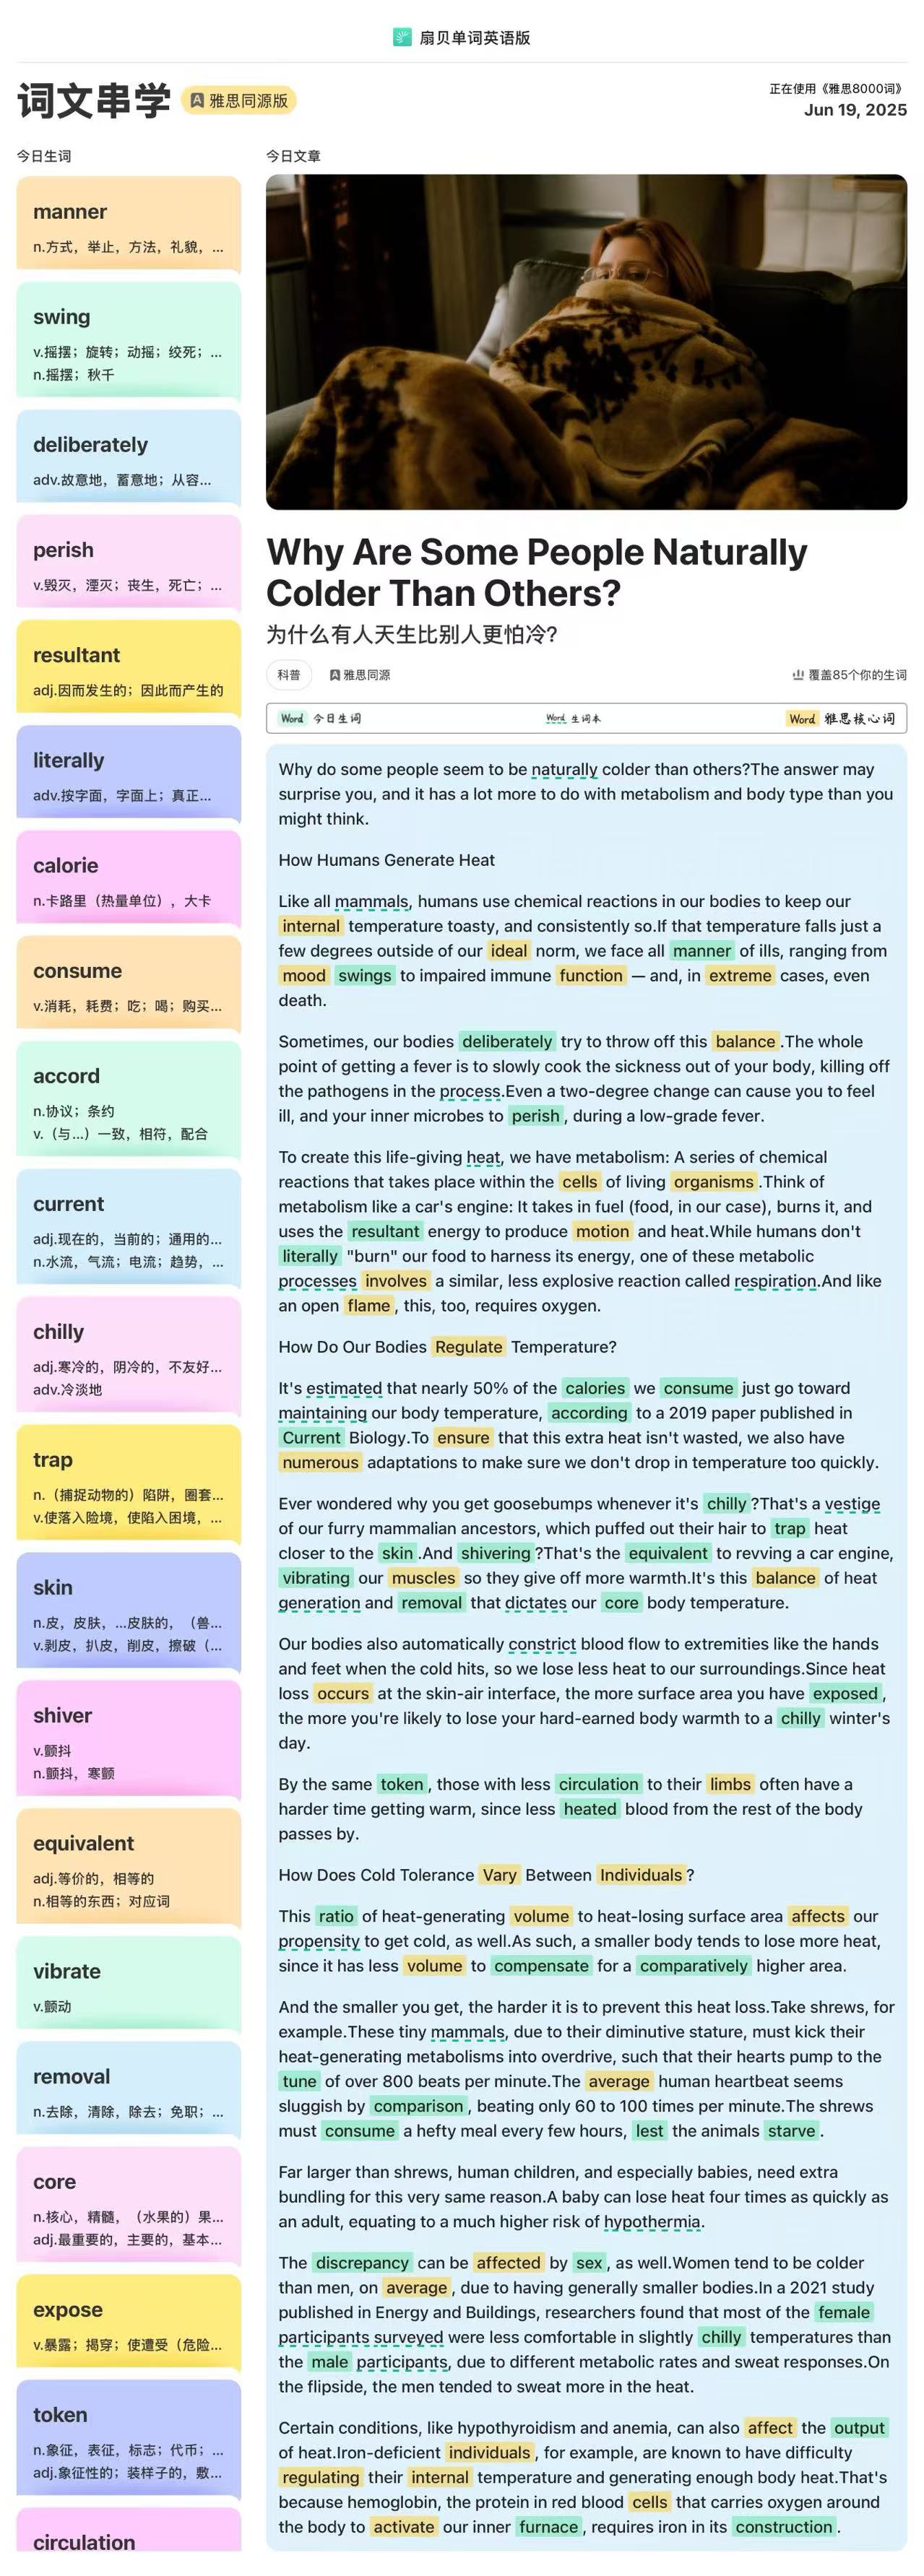 扇贝单词英语版
词文串学
雅思同源版
正在使用《雅思8000词》
Jun 19, 2025
今日生词
manner
n.方式，举止，方法，礼貌，...
swing
v.摇摆；旋转；动摇；绞死；...
n.摇摆；秋千
deliberately
adv.故意地，蓄意地；从容...
perish
v.毁灭，湮灭；丧生，死亡；...
resultant
adj.因而发生的；因此而产生的
literally
adv.按字面，字面上；真正...
calorie
n.卡路里（热量单位），大卡
consume
v.消耗，耗费；吃；喝；购买...
accord
n.协议；条约
v.（与...）一致，相符，配合
current
adj.现在的，当前的；通用的...
n.水流，气流；电流；趋势，...
chilly
adj.寒冷的，阴冷的，不友好...
adv.冷淡地
trap
n.（捕捉动物的）陷阱，圈套...
v.使落入险境，使陷入困境，...
skin
n.皮，皮肤，...皮肤的，（兽...
v.剥皮，扒皮，削皮，擦破（...
shiver
v.颤抖
n.颤抖，寒颤
equivalent
adj.等价的，相等的
n.相等的东西；对应词
vibrate
v.颤动
removal
n.去除，清除，除去；免职；...
core
n.核心，精髓，（水果的）果...
adj.最重要的，主要的，基本...
expose
v.暴露；揭穿；使遭受（危险...
token
n.象征，表征，标志；代币；...
adj.象征性的；装样子的，敷...
circulation
今日文章
Why Are Some People Naturally
Colder Than Others?
为什么有人天生比别人更怕冷?
科普
雅思同源
覆盖85个你的生词
Word 今日生词
Word 生词本
Word 雅思核心词
Why do some people seem to be naturally colder than others?The answer may
surprise you, and it has a lot more to do with metabolism and body type than you
might think.
How Humans Generate Heat
Like all mammals, humans use chemical reactions in our bodies to keep our
internal temperature toasty, and consistently so.If that temperature falls just a
few degrees outside of our ideal norm, we face all manner of ills, ranging from
mood swings to impaired immune function — and, in extreme cases, even
death.
Sometimes, our bodies deliberately try to throw off this balance.The whole
point of getting a fever is to slowly cook the sickness out of your body, killing off
the pathogens in the process.Even a two-degree change can cause you to feel
ill, and your inner microbes to perish, during a low-grade fever.
To create this life-giving heat, we have metabolism: A series of chemical
reactions that takes place within the cells of living organisms.Think of
metabolism like a car's engine: It takes in fuel (food, in our case), burns it, and
uses the resultant energy to produce motion and heat.While humans don't
literally "burn" our food to harness its energy, one of these metabolic
processes involves a similar, less explosive reaction called respiration.And like
an open flame, this, too, requires oxygen.
How Do Our Bodies Regulate Temperature?
It's estimated that nearly 50% of the calories we consume just go toward
maintaining our body temperature, according to a 2019 paper published in
Current Biology.To ensure that this extra heat isn't wasted, we also have
numerous adaptations to make sure we don't drop in temperature too quickly.
Ever wondered why you get goosebumps whenever it's chilly?That's a vestige
of our furry mammalian ancestors, which puffed out their hair to trap heat
closer to the skin.And shivering?That's the equivalent to revving a car engine,
vibrating our muscles so they give off more warmth.It's this balance of heat
generation and removal that dictates our core body temperature.
Our bodies also automatically constrict blood flow to extremities like the hands
and feet when the cold hits, so we lose less heat to our surroundings.Since heat
loss occurs at the skin-air interface, the more surface area you have exposed,
the more you're likely to lose your hard-earned body warmth to a chilly winter's
day.
By the same token, those with less circulation to their limbs often have a
harder time getting warm, since less heated blood from the rest of the body
passes by.
How Does Cold Tolerance Vary Between Individuals?
This ratio of heat-generating volume to heat-losing surface area affects our
propensity to get cold, as well.As such, a smaller body tends to lose more heat,
since it has less volume to compensate for a comparatively higher area.
And the smaller you get, the harder it is to prevent this heat loss.Take shrews, for
example.These tiny mammals, due to their diminutive stature, must kick their
heat-generating metabolisms into overdrive, such that their hearts pump to the
tune of over 800 beats per minute.The average human heartbeat seems
sluggish by comparison, beating only 60 to 100 times per minute.The shrews
must consume a hefty meal every few hours, lest the animals starve.
Far larger than shrews, human children, and especially babies, need extra
bundling for this very same reason.A baby can lose heat four times as quickly as
an adult, equating to a much higher risk of hypothermia.
The discrepancy can be affected by sex, as well.Women tend to be colder
than men, on average, due to having generally smaller bodies.In a 2021 study
published in Energy and Buildings, researchers found that most of the female
participants surveyed were less comfortable in slightly chilly temperatures than
the male participants, due to different metabolic rates and sweat responses.On
the flipside, the men tended to sweat more in the heat.
Certain conditions, like hypothyroidism and anemia, can also affect the output
of heat.Iron-deficient individuals, for example, are known to have difficulty
regulating their internal temperature and generating enough body heat.That's
because hemoglobin, the protein in red blood cells that carries oxygen around
the body to activate our inner furnace, requires iron in its construction.